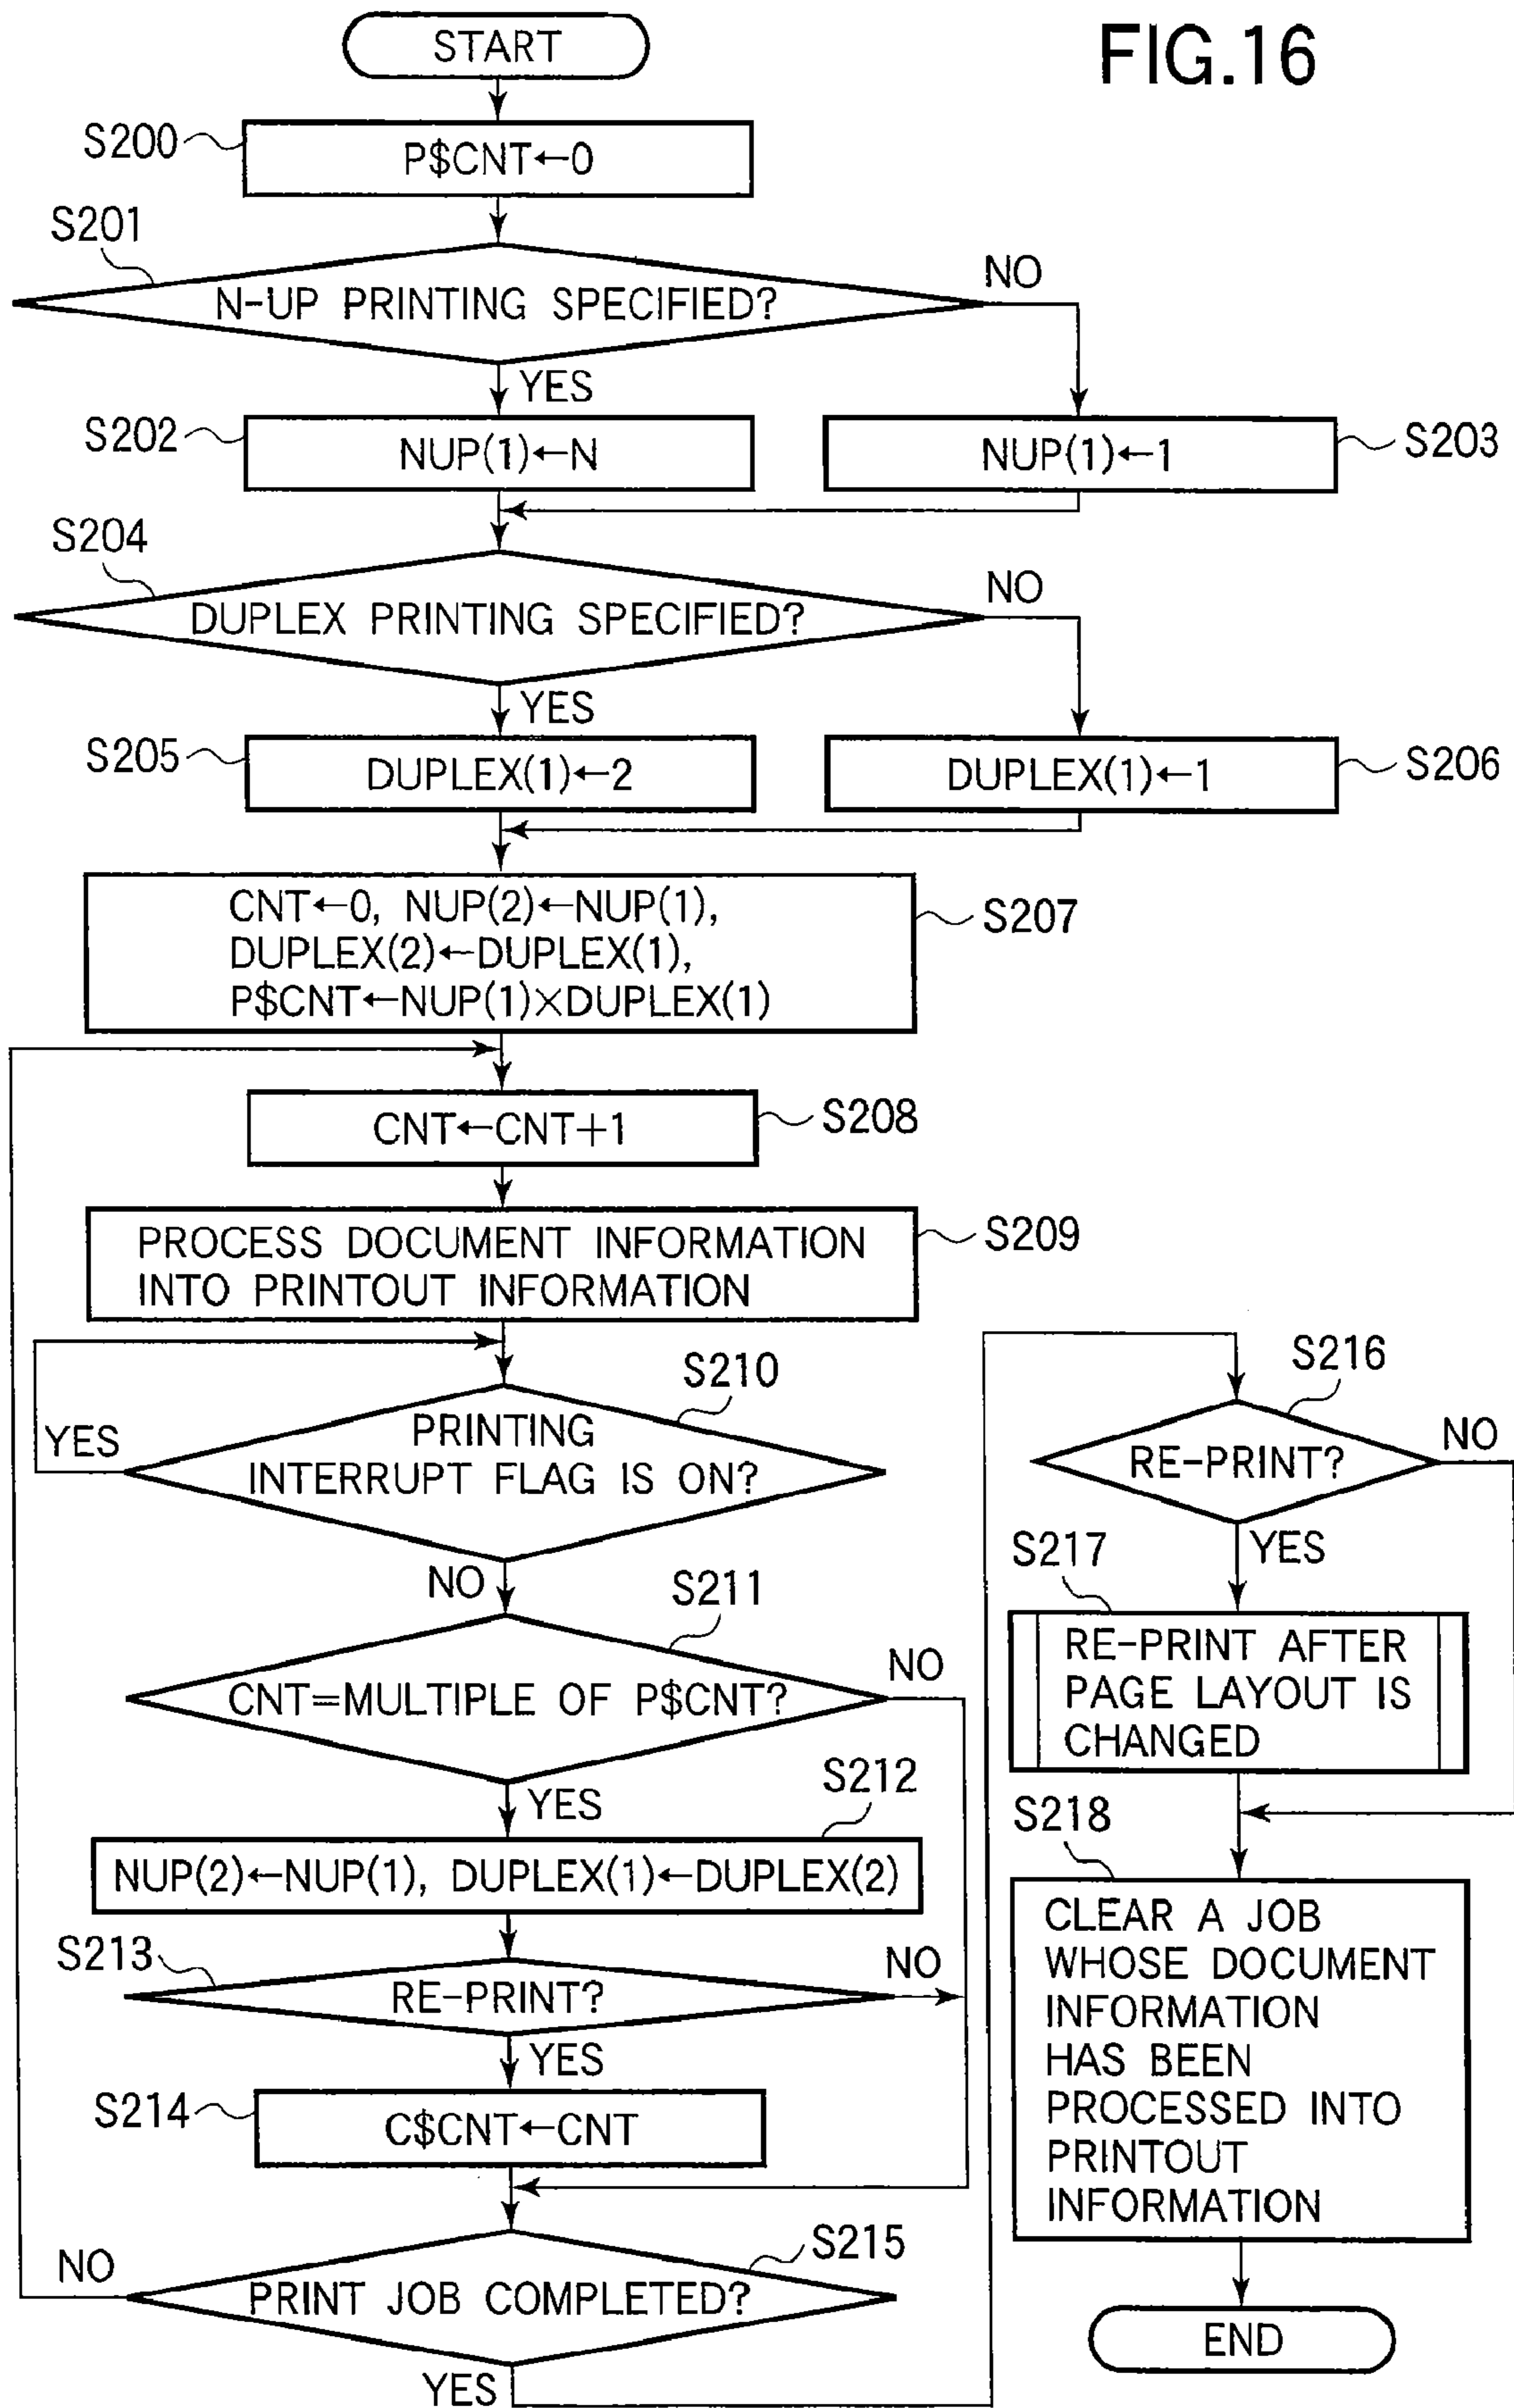 FIG.16
START
S200
P$CNT←0
S201
N-UP PRINTING SPECIFIED?
NO
YES
S202
NUP(1)←N
NUP(1)←1
S203
S204
DUPLEX PRINTING SPECIFIED?
NO
YES
S205
DUPLEX(1)←2
DUPLEX(1)←1
S206
CNT←0, NUP(2)←NUP(1),
DUPLEX(2)←DUPLEX(1),
P$CNT←NUP(1)×DUPLEX(1)
S207
CNT←CNT+1
S208
PROCESS DOCUMENT INFORMATION
INTO PRINTOUT INFORMATION
S209
S210
PRINTING
INTERRUPT FLAG IS ON?
YES
NO
S211
CNT=MULTIPLE OF P$CNT?
NO
YES
S212
NUP(2)←NUP(1), DUPLEX(1)←DUPLEX(2)
S213
RE-PRINT?
NO
YES
S214
C$CNT←CNT
S215
PRINT JOB COMPLETED?
NO
YES
S216
RE-PRINT?
NO
YES
S217
RE-PRINT AFTER
PAGE LAYOUT IS
CHANGED
S218
CLEAR A JOB
WHOSE DOCUMENT
INFORMATION
HAS BEEN
PROCESSED INTO
PRINTOUT
INFORMATION
END